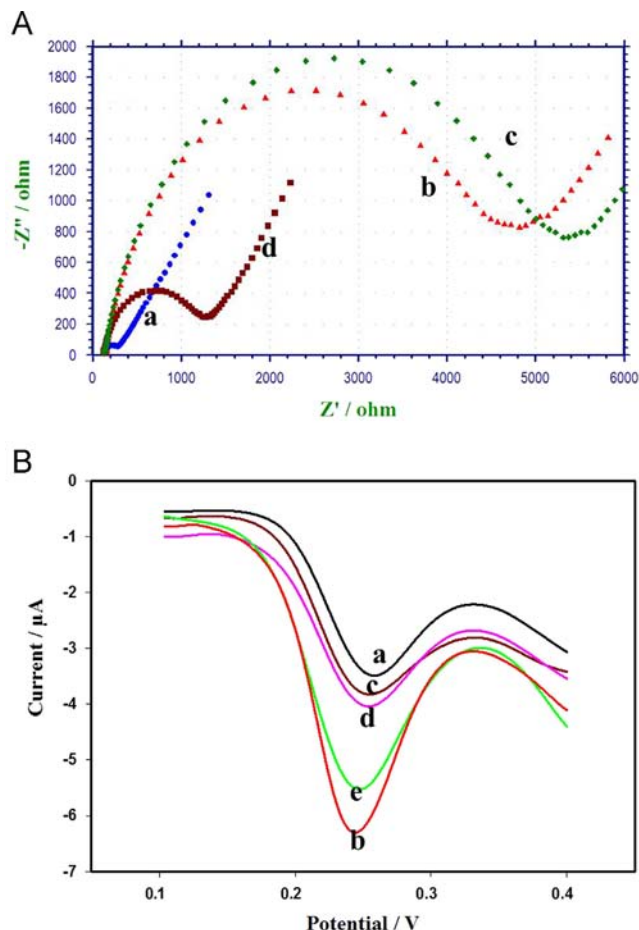 A
2000
1800
1600
1400
1200
1000
800
600
400
200
0
-Z" / ohm
c
b
d
a
0 1000 2000 3000 4000 5000 6000
Z' / ohm
B
0
-1
-2
-3
-4
-5
-6
-7
Current / µA
a
c
d
e
b
0.1 0.2 0.3 0.4
Potential / V